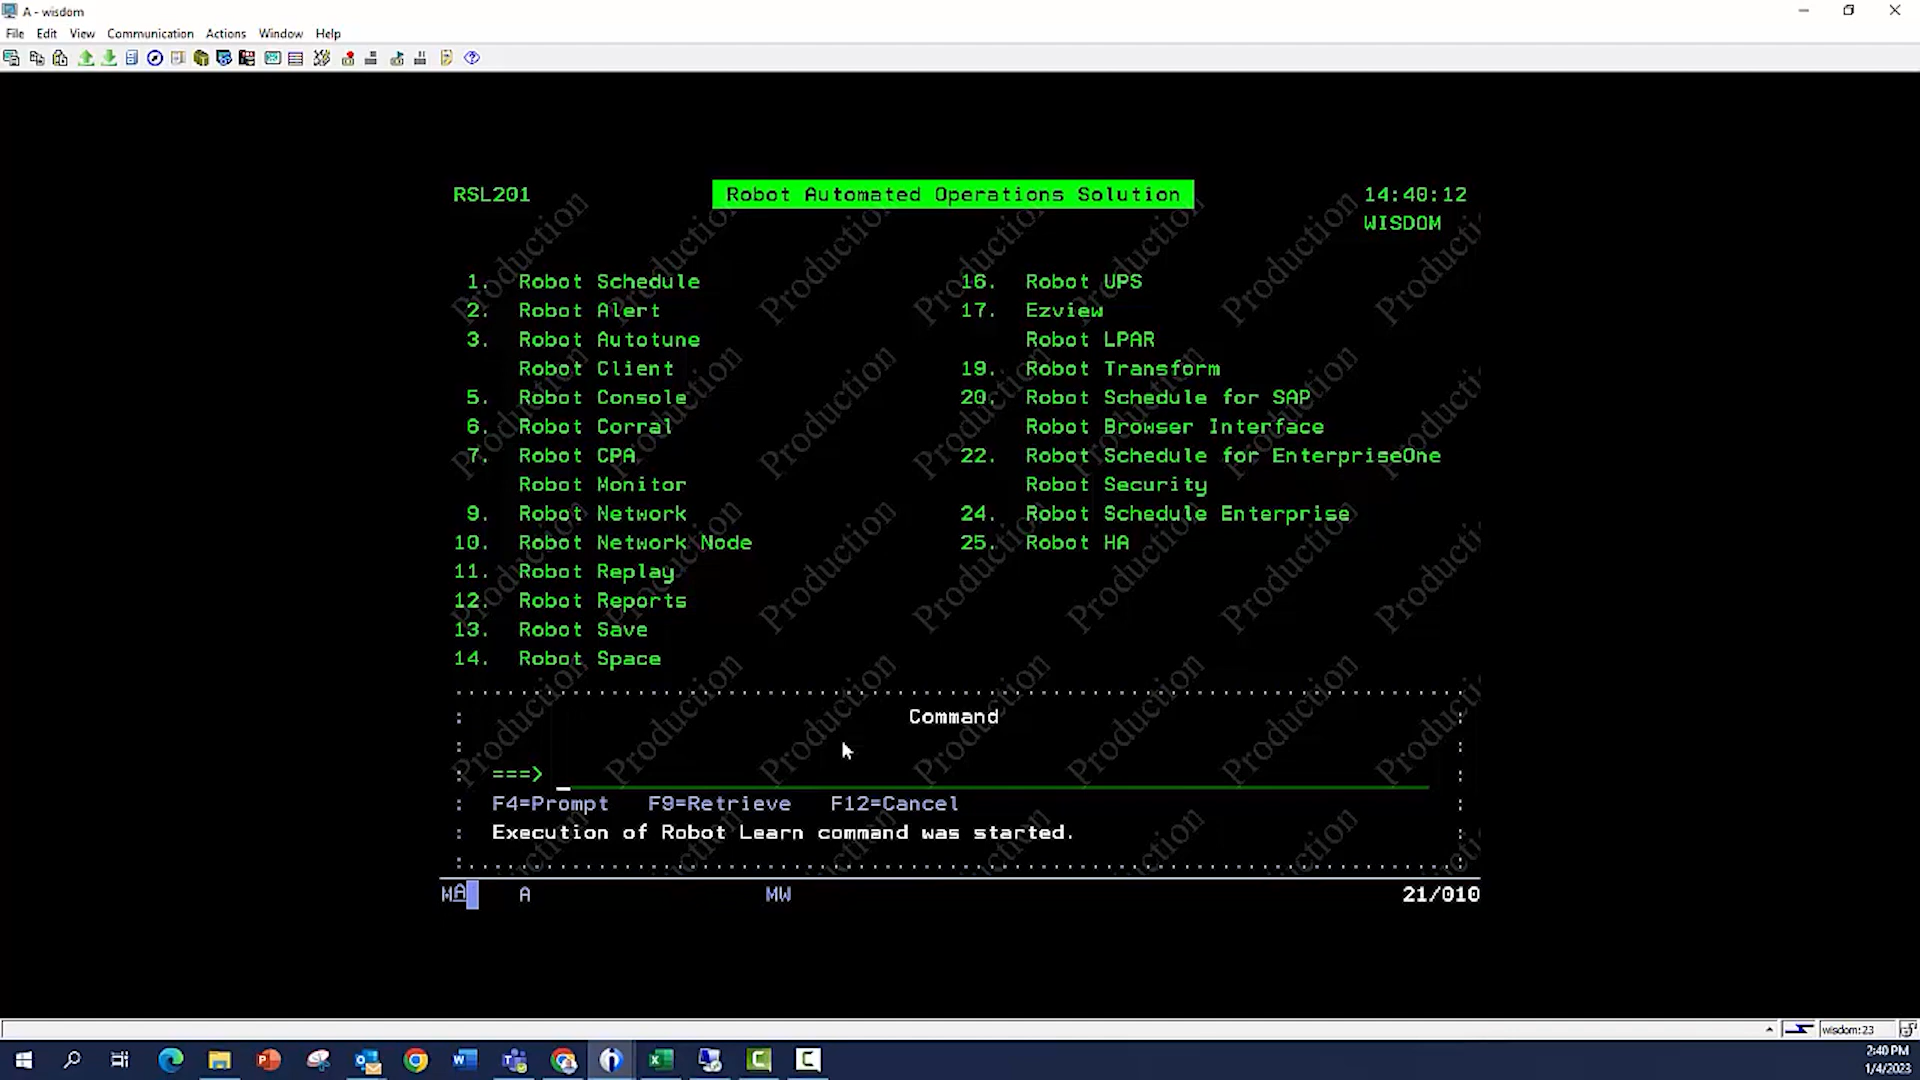 A - wisdom
File Edit View Communication Actions Window Help
RSL201 Robot Automated Operations Solution 14:40:12
WISDOM
1. Robot Schedule 16. Robot UPS
2. Robot Alert 17. Ezview
3. Robot Autotune Robot LPAR
Robot Client 19. Robot Transform
5. Robot Console 20. Robot Schedule for SAP
6. Robot Corral Robot Browser Interface
7. Robot CPA 22. Robot Schedule for EnterpriseOne
Robot Monitor Robot Security
9. Robot Network 24. Robot Schedule Enterprise
10. Robot Network Node 25. Robot HA
11. Robot Replay
12. Robot Reports
13. Robot Save
14. Robot Space
Command
===>
F4=Prompt F9=Retrieve F12=Cancel
Execution of Robot Learn command was started.
MA A MW 21/010
wisdom:23
2:40 PM
1/4/2023
Production